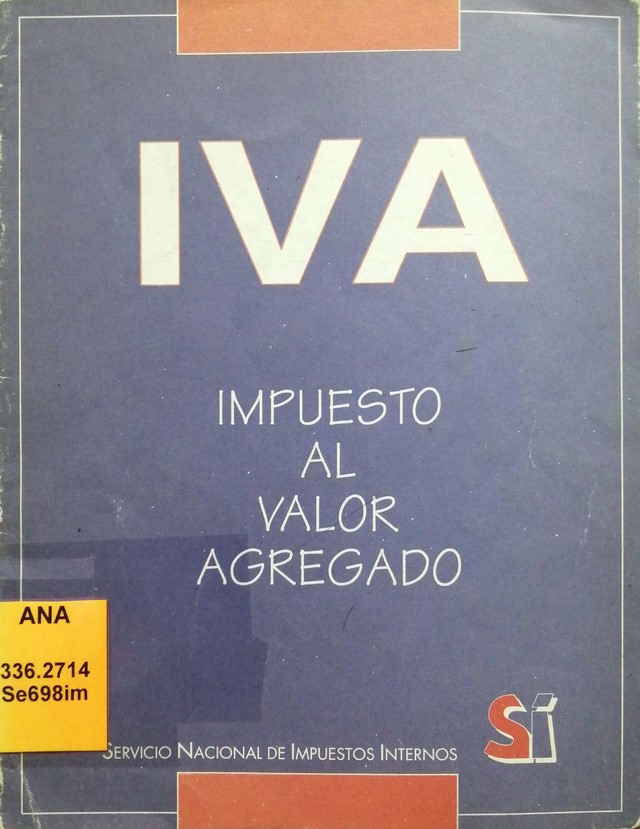 IVA
IMPUESTO
AL
VALOR
AGREGADO
ANA
336.2714
Se698im
SERVICIO NACIONAL DE IMPUESTOS INTERNOS
Sí